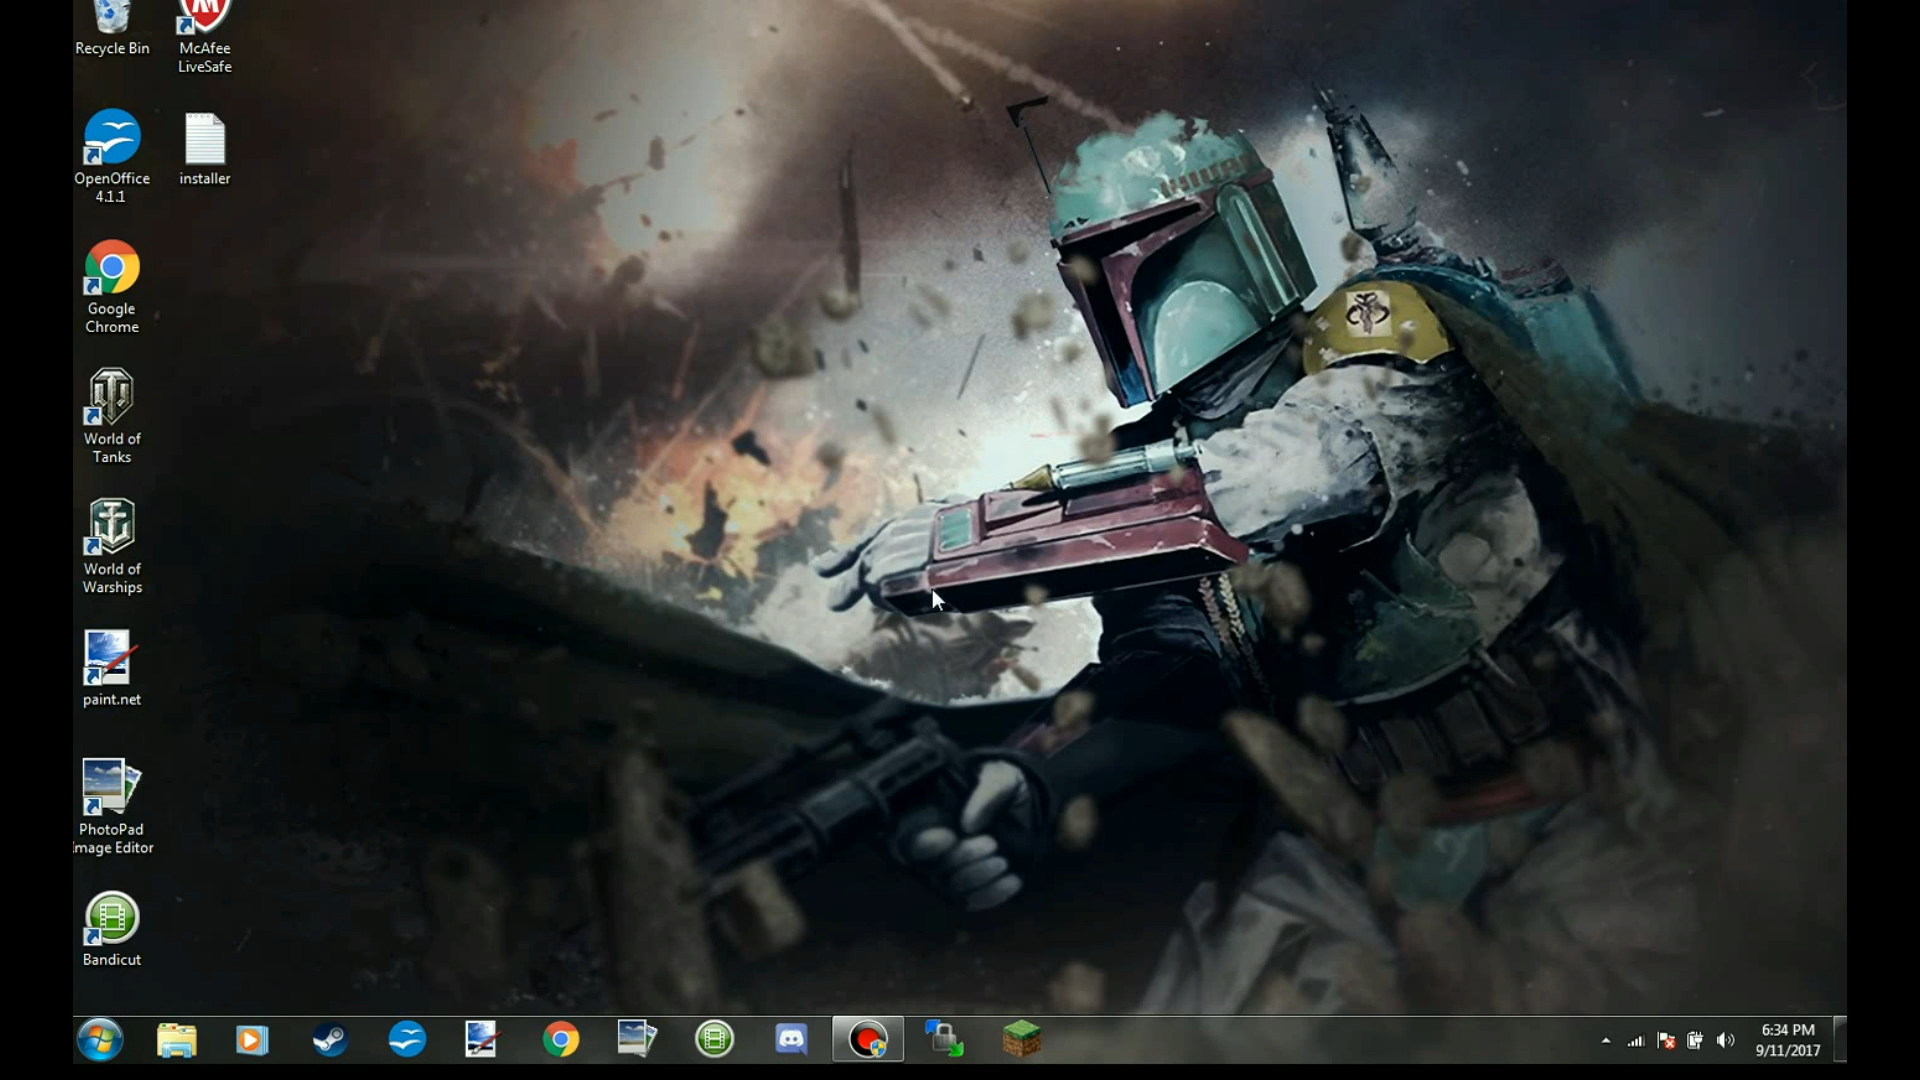 Recycle Bin
McAfee
LiveSafe
OpenOffice
4.1.1
installer
Google
Chrome
World of
Tanks
World of
Warships
paint.net
PhotoPad
Image Editor
Bandicut
6:34 PM
9/11/2017